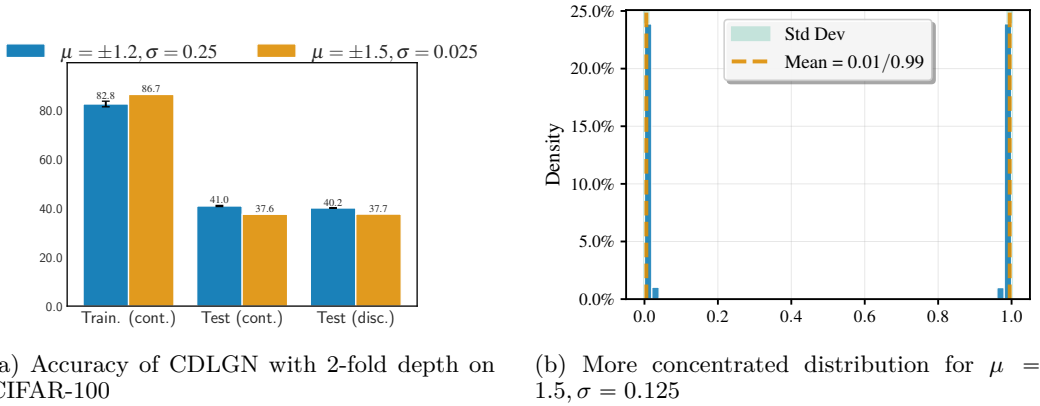 μ = ±1.2, σ = 0.25
μ = ±1.5, σ = 0.025
80.0
60.0
40.0
20.0
0.0
82.8
86.7
41.0
37.6
40.2
37.7
Train. (cont.)
Test (cont.)
Test (disc.)
a) Accuracy of CDLGN with 2-fold depth on
CIFAR-100
25.0%
20.0%
15.0%
10.0%
5.0%
0.0%
Density
Std Dev
Mean = 0.01/0.99
0.0
0.2
0.4
0.6
0.8
1.0
(b) More concentrated distribution for μ =
1.5, σ = 0.125